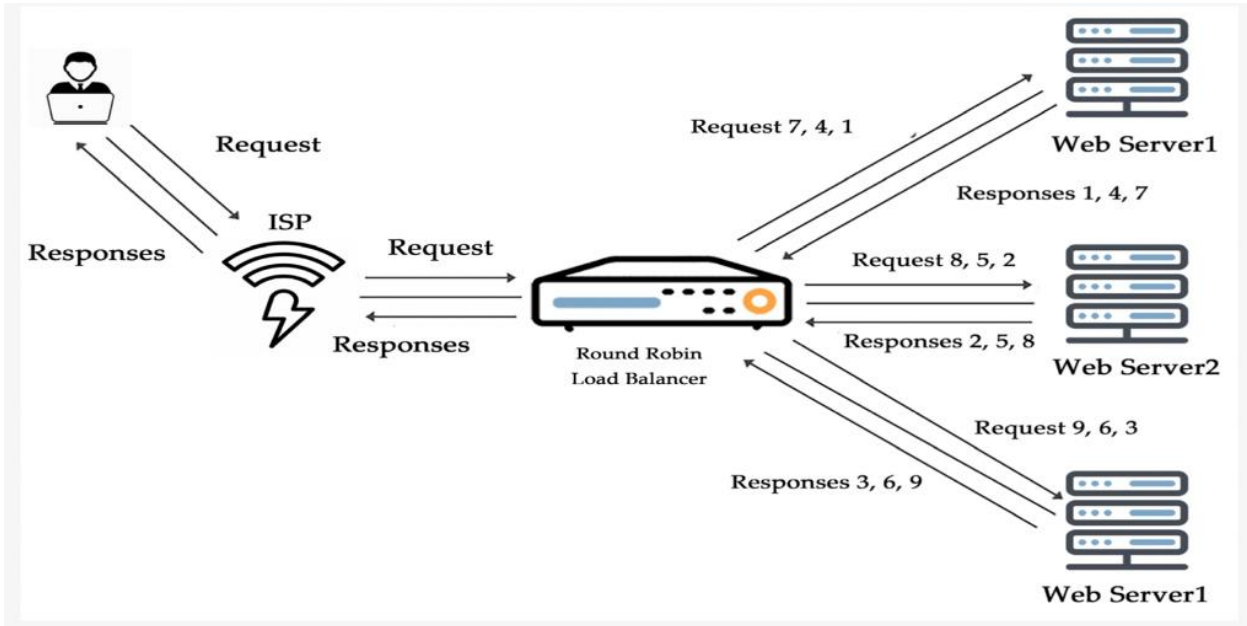 Request
Responses
ISP
Request
Responses
Round Robin
Load Balancer
Request 7, 4, 1
Responses 1, 4, 7
Web Server1
Request 8, 5, 2
Responses 2, 5, 8
Web Server2
Request 9, 6, 3
Responses 3, 6, 9
Web Server1